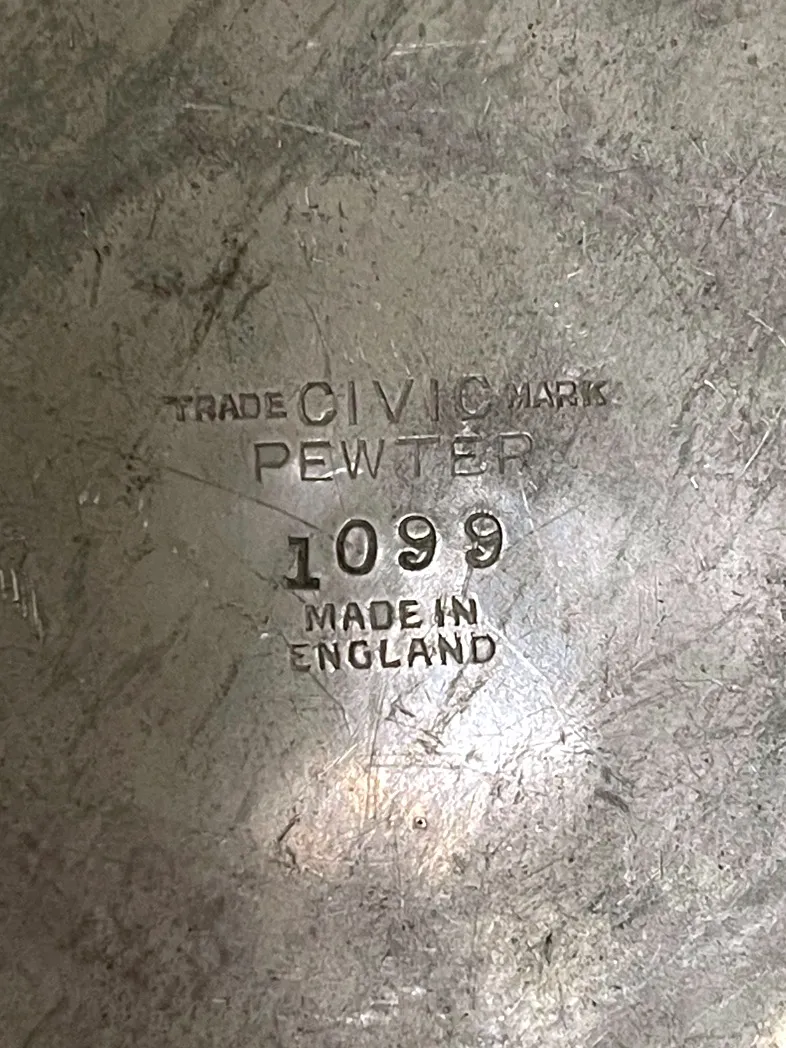 TRADE CIVIC MARK
PEWTER
1099
MADE IN
ENGLAND